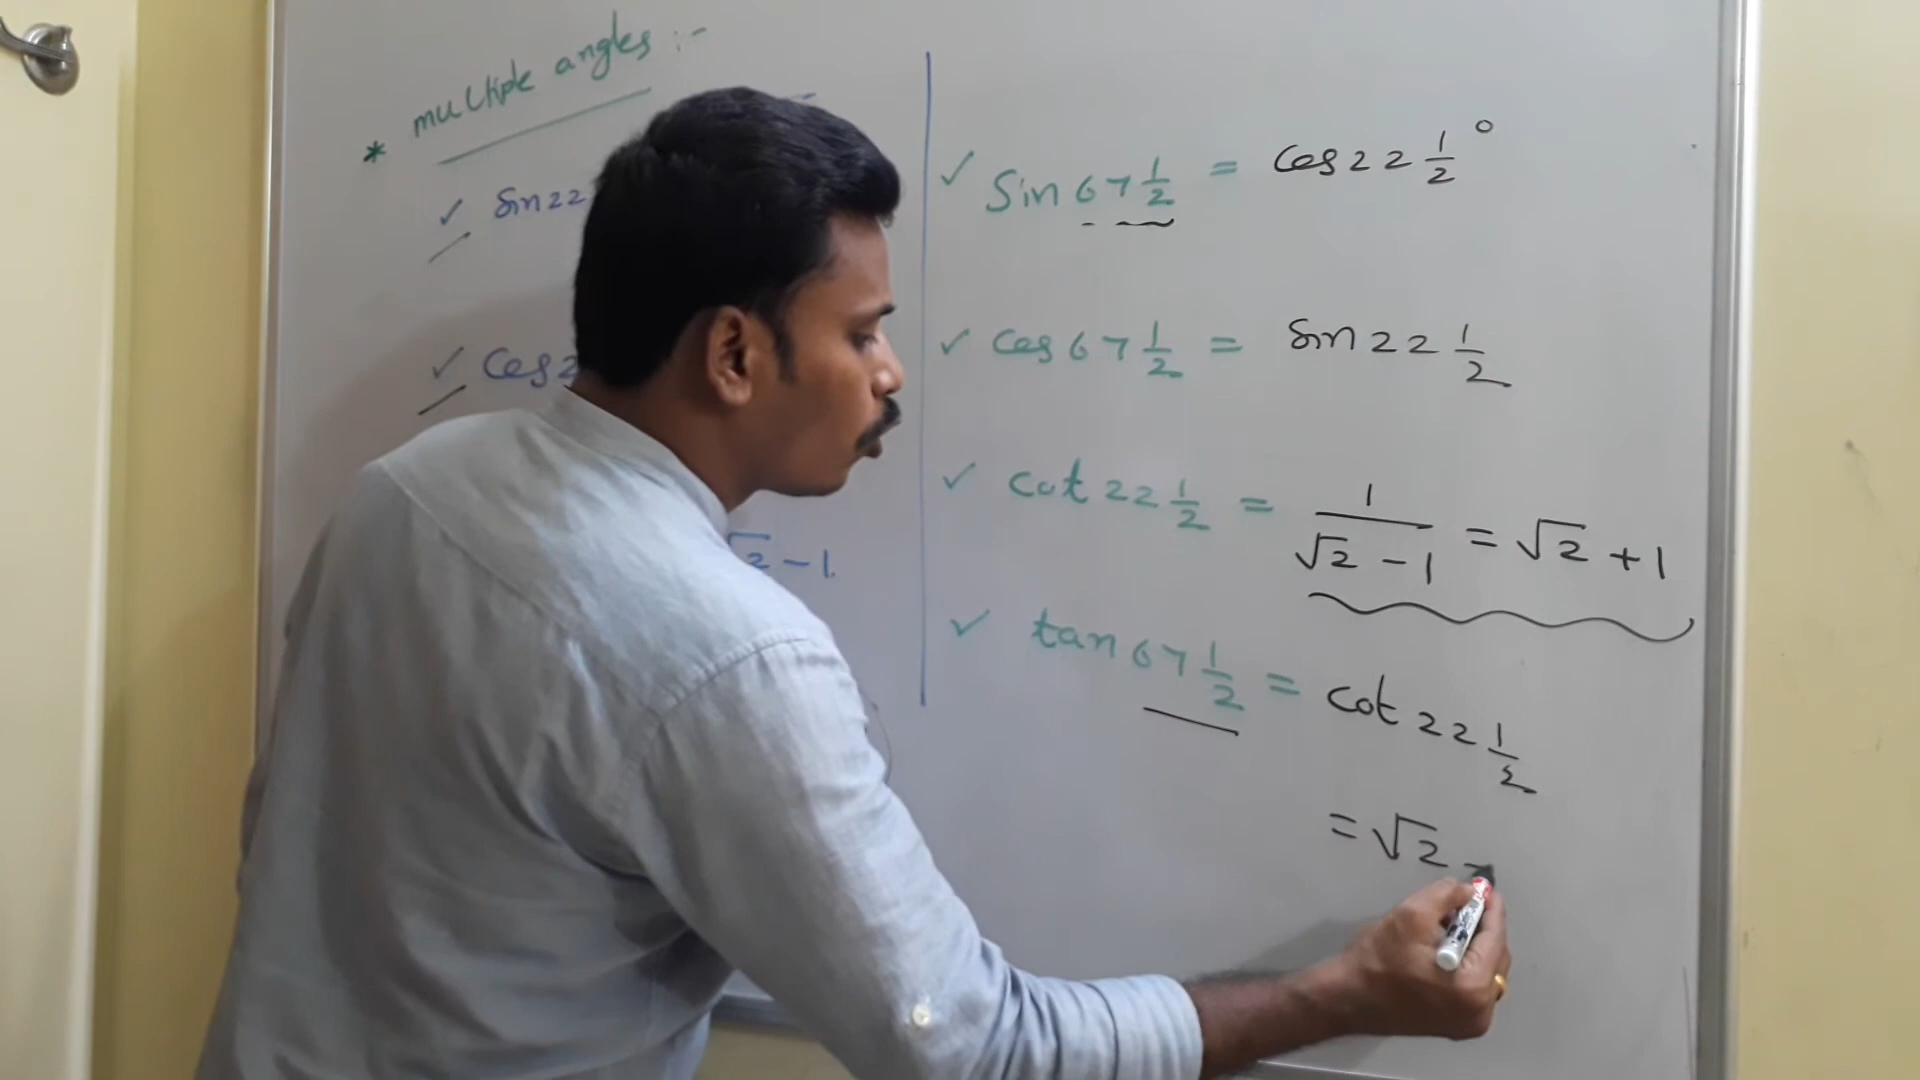 * multiple angles :-
✓ Sin 22
✓ Cos 2
√2 - 1.
✓ Sin 67 1/2 = Cos 22 1/2°
✓ Cos 67 1/2 = Sin 22 1/2
✓ Cot 22 1/2 = 1/(√2 - 1) = √2 + 1
✓ tan 67 1/2 = Cot 22 1/2
= √2